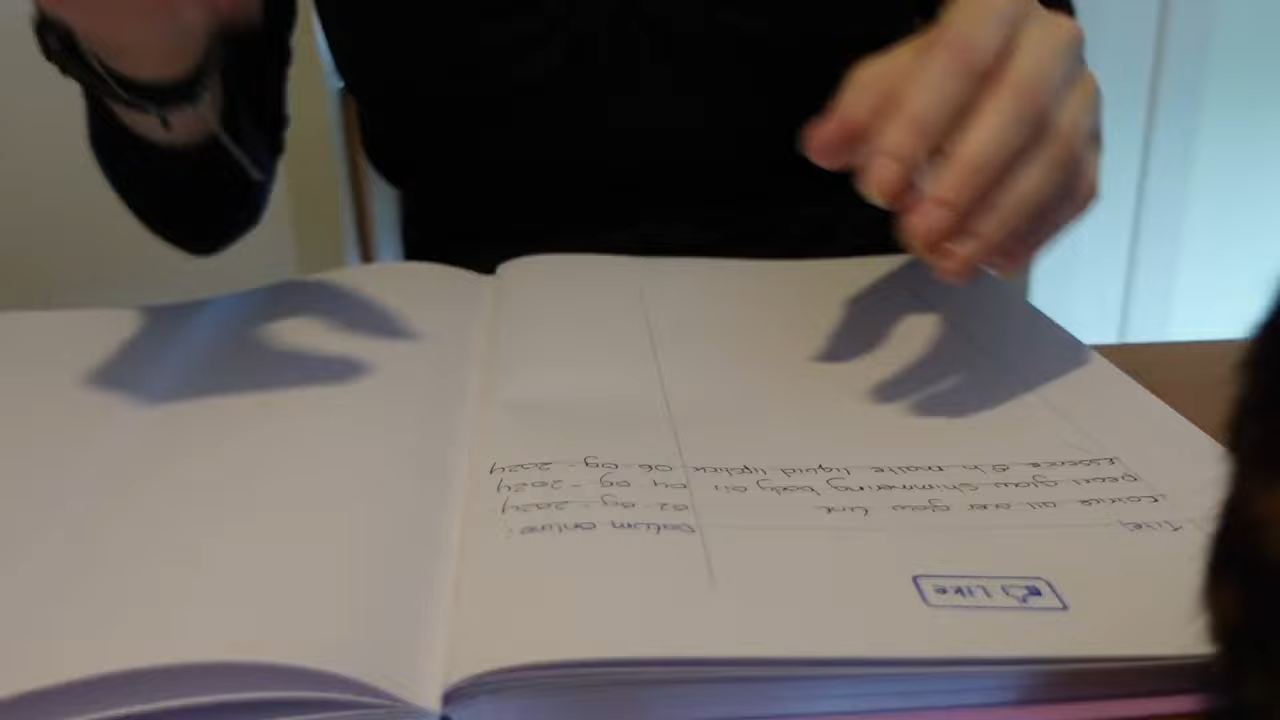 LIKE
Titel Datum online:
catrice all over glow tint 02-09-2024
pearl glow shimmering body oil 04-09-2024
Essence 8h matte liquid lipstick 06-09-2024